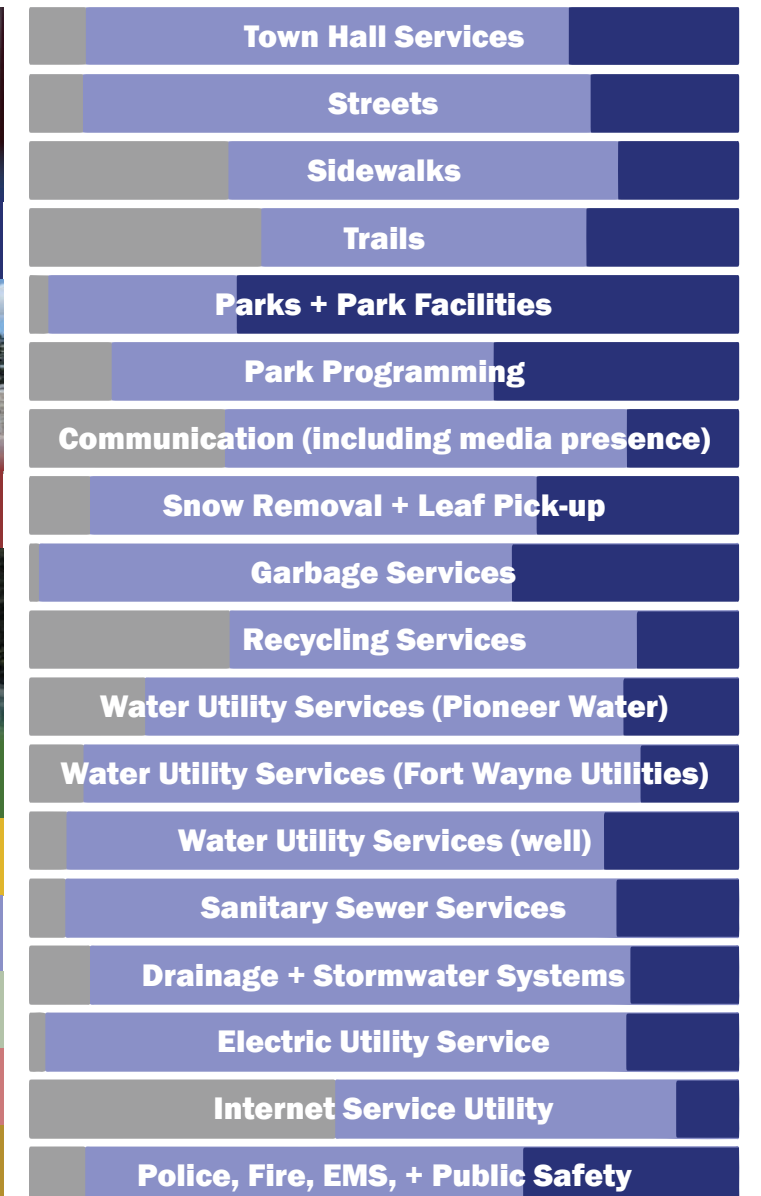 Town Hall Services
Streets
Sidewalks
Trails
Parks + Park Facilities
Park Programming
Communication (including media presence)
Snow Removal + Leaf Pick-up
Garbage Services
Recycling Services
Water Utility Services (Pioneer Water)
Water Utility Services (Fort Wayne Utilities)
Water Utility Services (well)
Sanitary Sewer Services
Drainage + Stormwater Systems
Electric Utility Service
Internet Service Utility
Police, Fire, EMS, + Public Safety